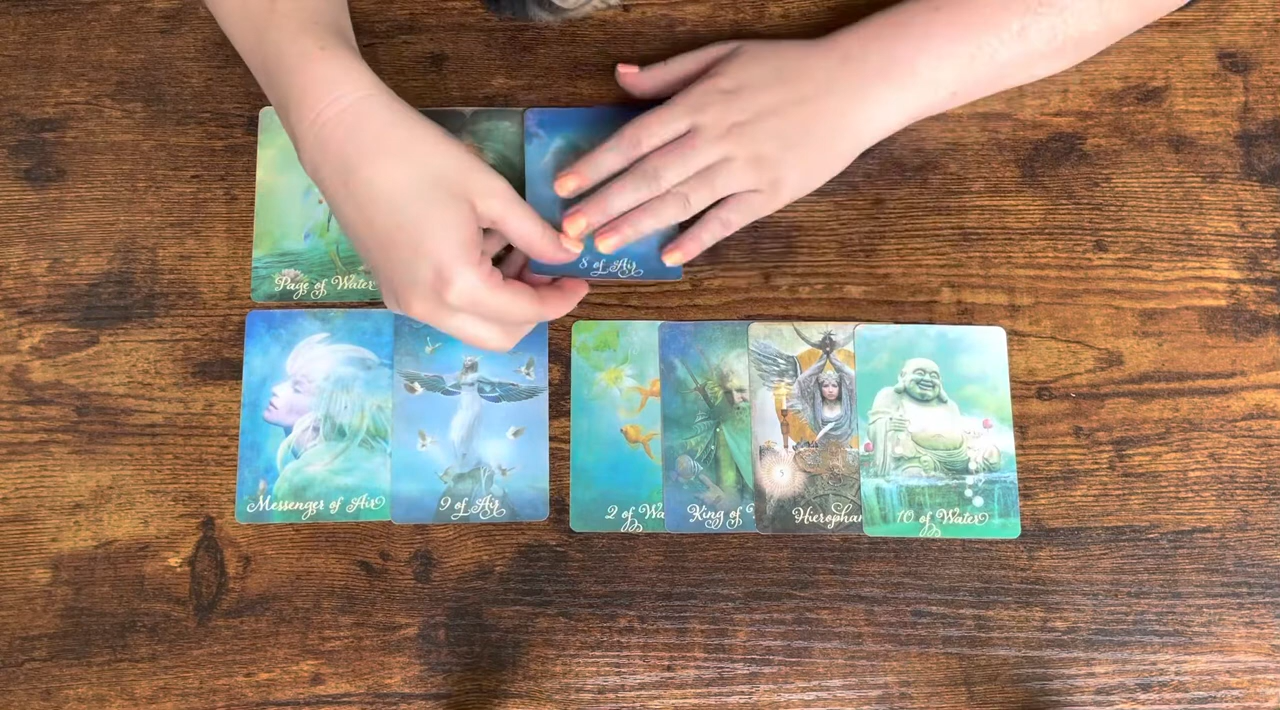 Page of Water
8 of Air
Messenger of Air
9 of Air
2 of Wa
King of
Hierophan
10 of Water
5